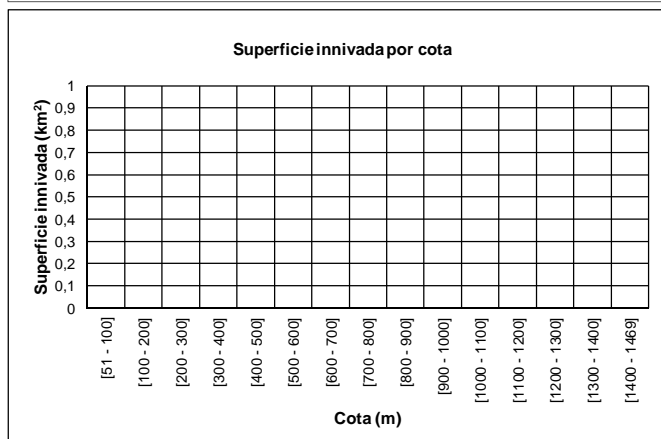 Superficie innivada por cota
Superficie innivada (km²)
1
0,9
0,8
0,7
0,6
0,5
0,4
0,3
0,2
0,1
0
[51 - 100]
[100 - 200]
[200 - 300]
[300 - 400]
[400 - 500]
[500 - 600]
[600 - 700]
[700 - 800]
[800 - 900]
[900 - 1000]
[1000 - 1100]
[1100 - 1200]
[1200 - 1300]
[1300 - 1400]
[1400 - 1469]
Cota (m)